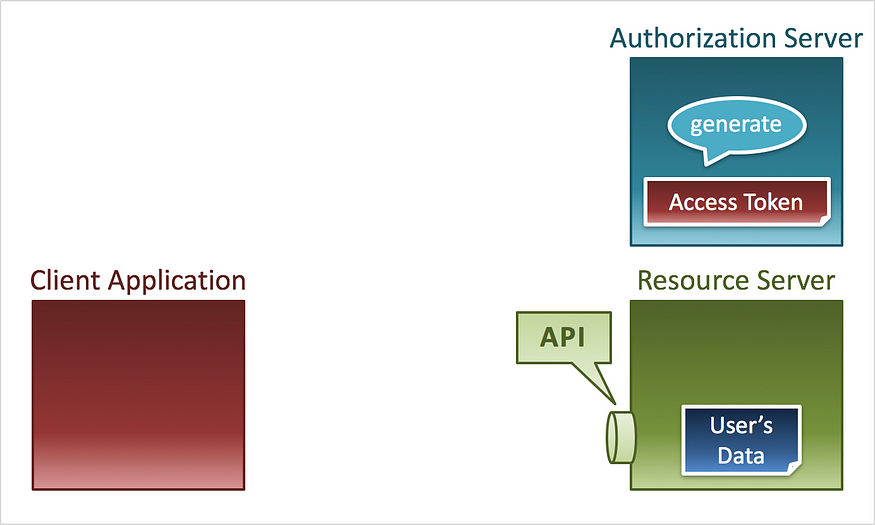 Authorization Server
generate
Access Token
Client Application
Resource Server
API
User’s
Data